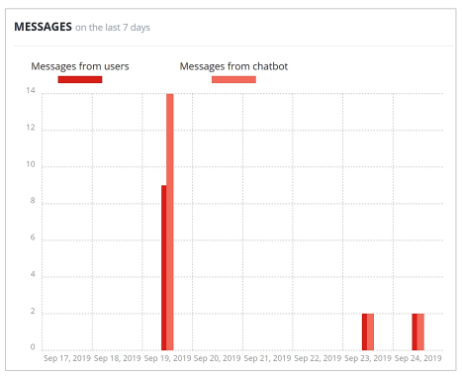 MESSAGES on the last 7 days
Messages from users Messages from chatbot
14
12
10
8
6
4
2
0
Sep 17, 2019 Sep 18, 2019 Sep 19, 2019 Sep 20, 2019 Sep 21, 2019 Sep 22, 2019 Sep 23, 2019 Sep 24, 2019